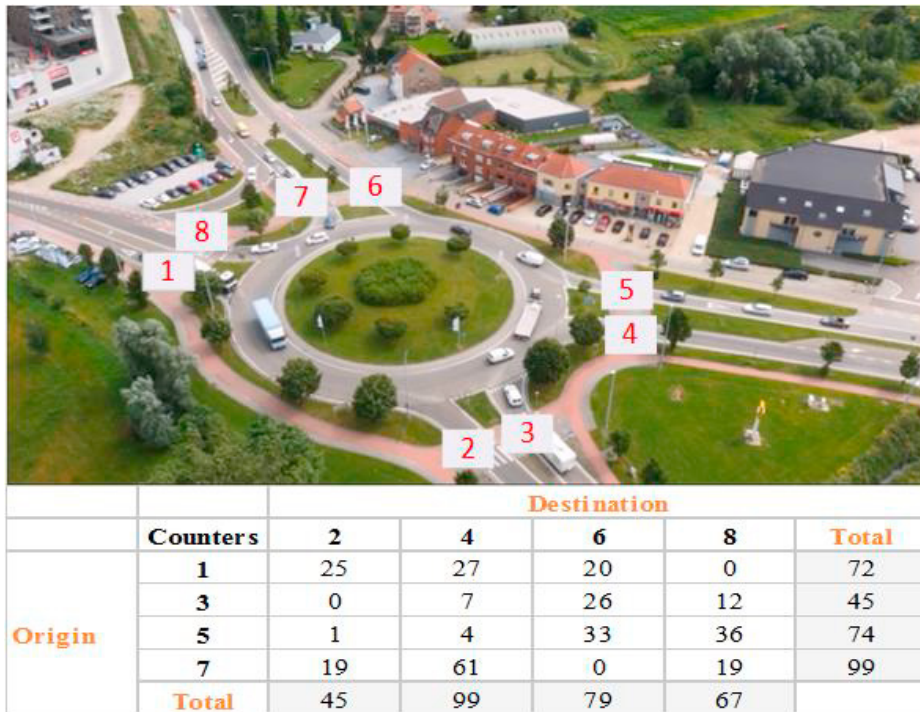 7 6
8
1
5
4
3
2
Destination
Counters 2 4 6 8 Total
1 25 27 20 0 72
3 0 7 26 12 45
Origin 5 1 4 33 36 74
7 19 61 0 19 99
Total 45 99 79 67